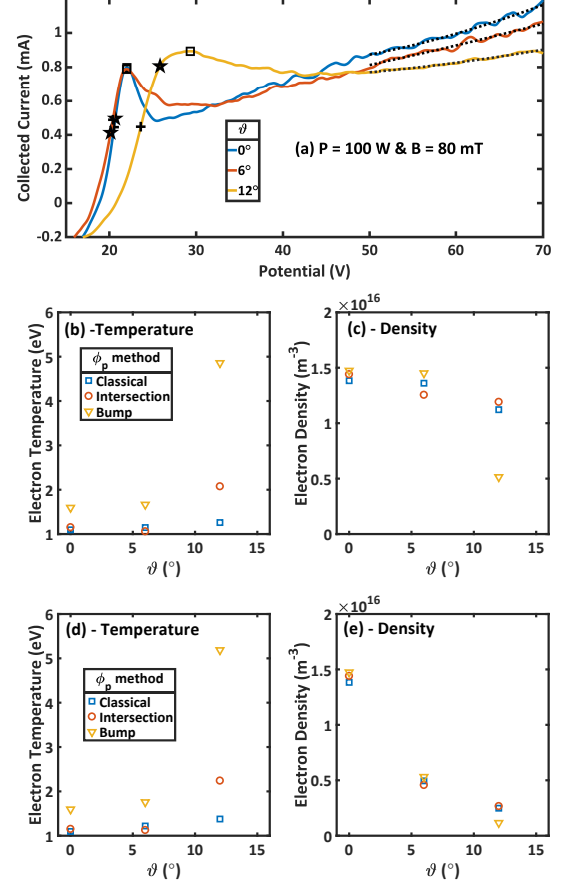 Collected Current (mA)
1
0.8
0.6
0.4
0.2
0
-0.2
ϑ
0°
6°
12°
(a) P = 100 W & B = 80 mT
20
30
40
50
60
70
Potential (V)
(b) -Temperature
Electron Temperature (eV)
6
5
4
3
2
1
ϕp method
Classical
Intersection
Bump
0
5
10
15
ϑ (°)
×10^16
(c) - Density
Electron Density (m^-3)
2
1.5
1
0.5
0
0
5
10
15
ϑ (°)
(d) - Temperature
Electron Temperature (eV)
6
5
4
3
2
1
ϕp method
Classical
Intersection
Bump
0
5
10
15
ϑ (°)
×10^16
(e) - Density
Electron Density (m^-3)
2
1.5
1
0.5
0
0
5
10
15
ϑ (°)